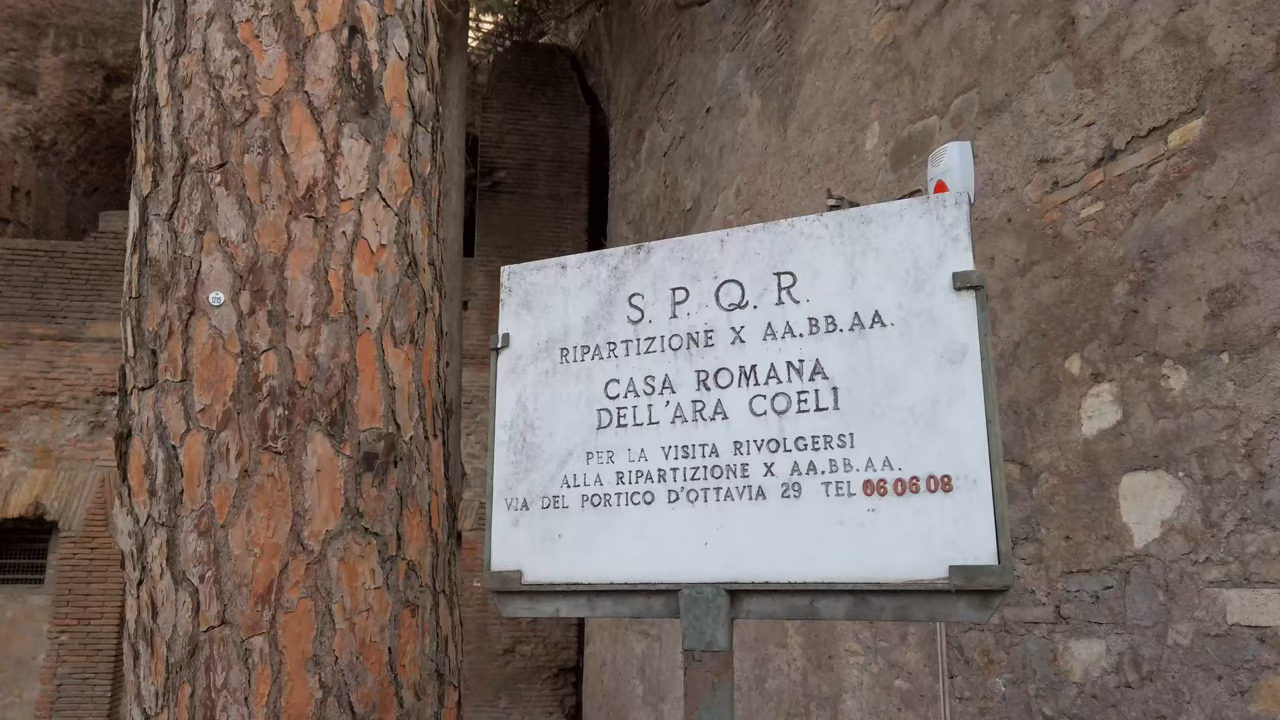 S. P. Q. R.
RIPARTIZIONE X AA.BB.AA.
CASA ROMANA
DELL'ARA COELI
PER LA VISITA RIVOLGERSI
ALLA RIPARTIZIONE X AA.BB.AA.
VIA DEL PORTICO D'OTTAVIA 29 TEL 06 06 08